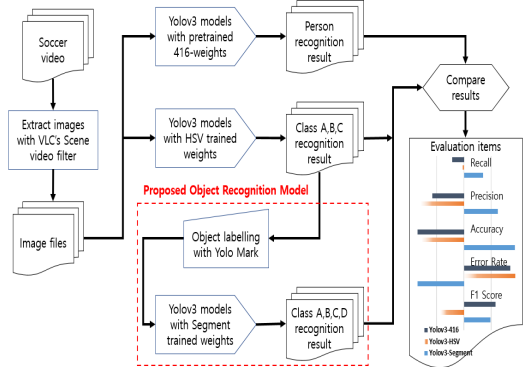 Soccer
video
Extract images
with VLC's Scene
video filter
Image files
Yolov3 models
with pretrained
416-weights
Person
recognition
result
Yolov3 models
with HSV trained
weights
Class A,B,C
recognition
result
Proposed Object Recognition Model
Object labelling
with Yolo Mark
Yolov3 models
with Segment
trained weights
Class A,B,C,D
recognition
result
Compare
results
Evaluation items
Recall
Precision
Accuracy
Error Rate
F1 Score
Yolov3-416
Yolov3-HSV
Yolov3-Segment